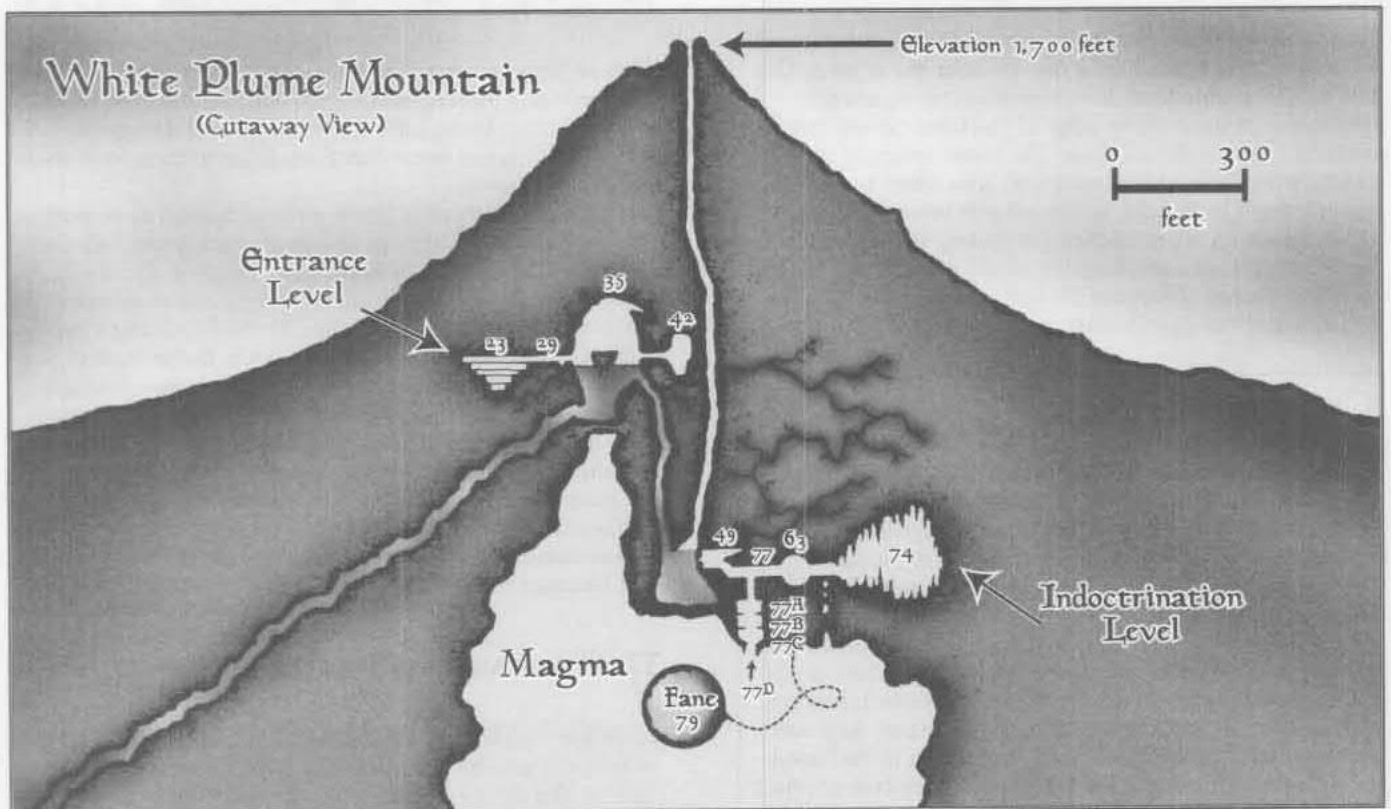 White Plume Mountain
(Cutaway View)
Elevation 1,700 feet
0 300
feet
Entrance
Level
35
42
23
29
49
77
63
74
77A
77B
77C
77D
Indoctrination
Level
Magma
Fane
79